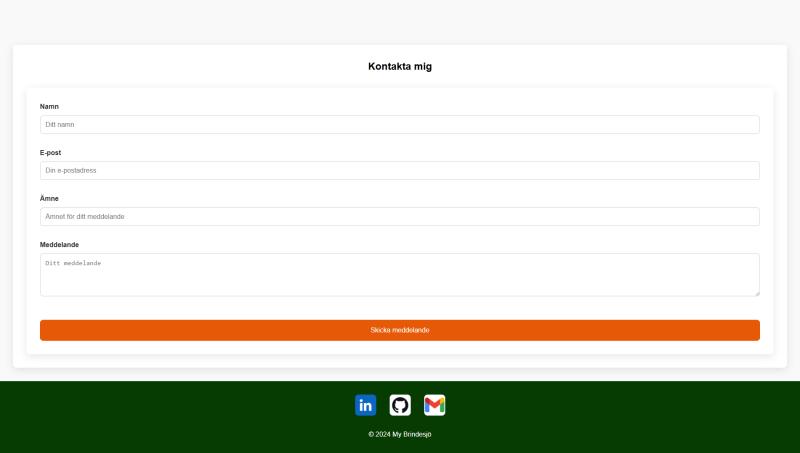 Kontakta mig
Namn
Ditt namn
E-post
Din e-postadress
Ämne
Ämnet för ditt meddelande
Meddelande
Ditt meddelande
Skicka meddelande
in
© 2024 My Brindesjö